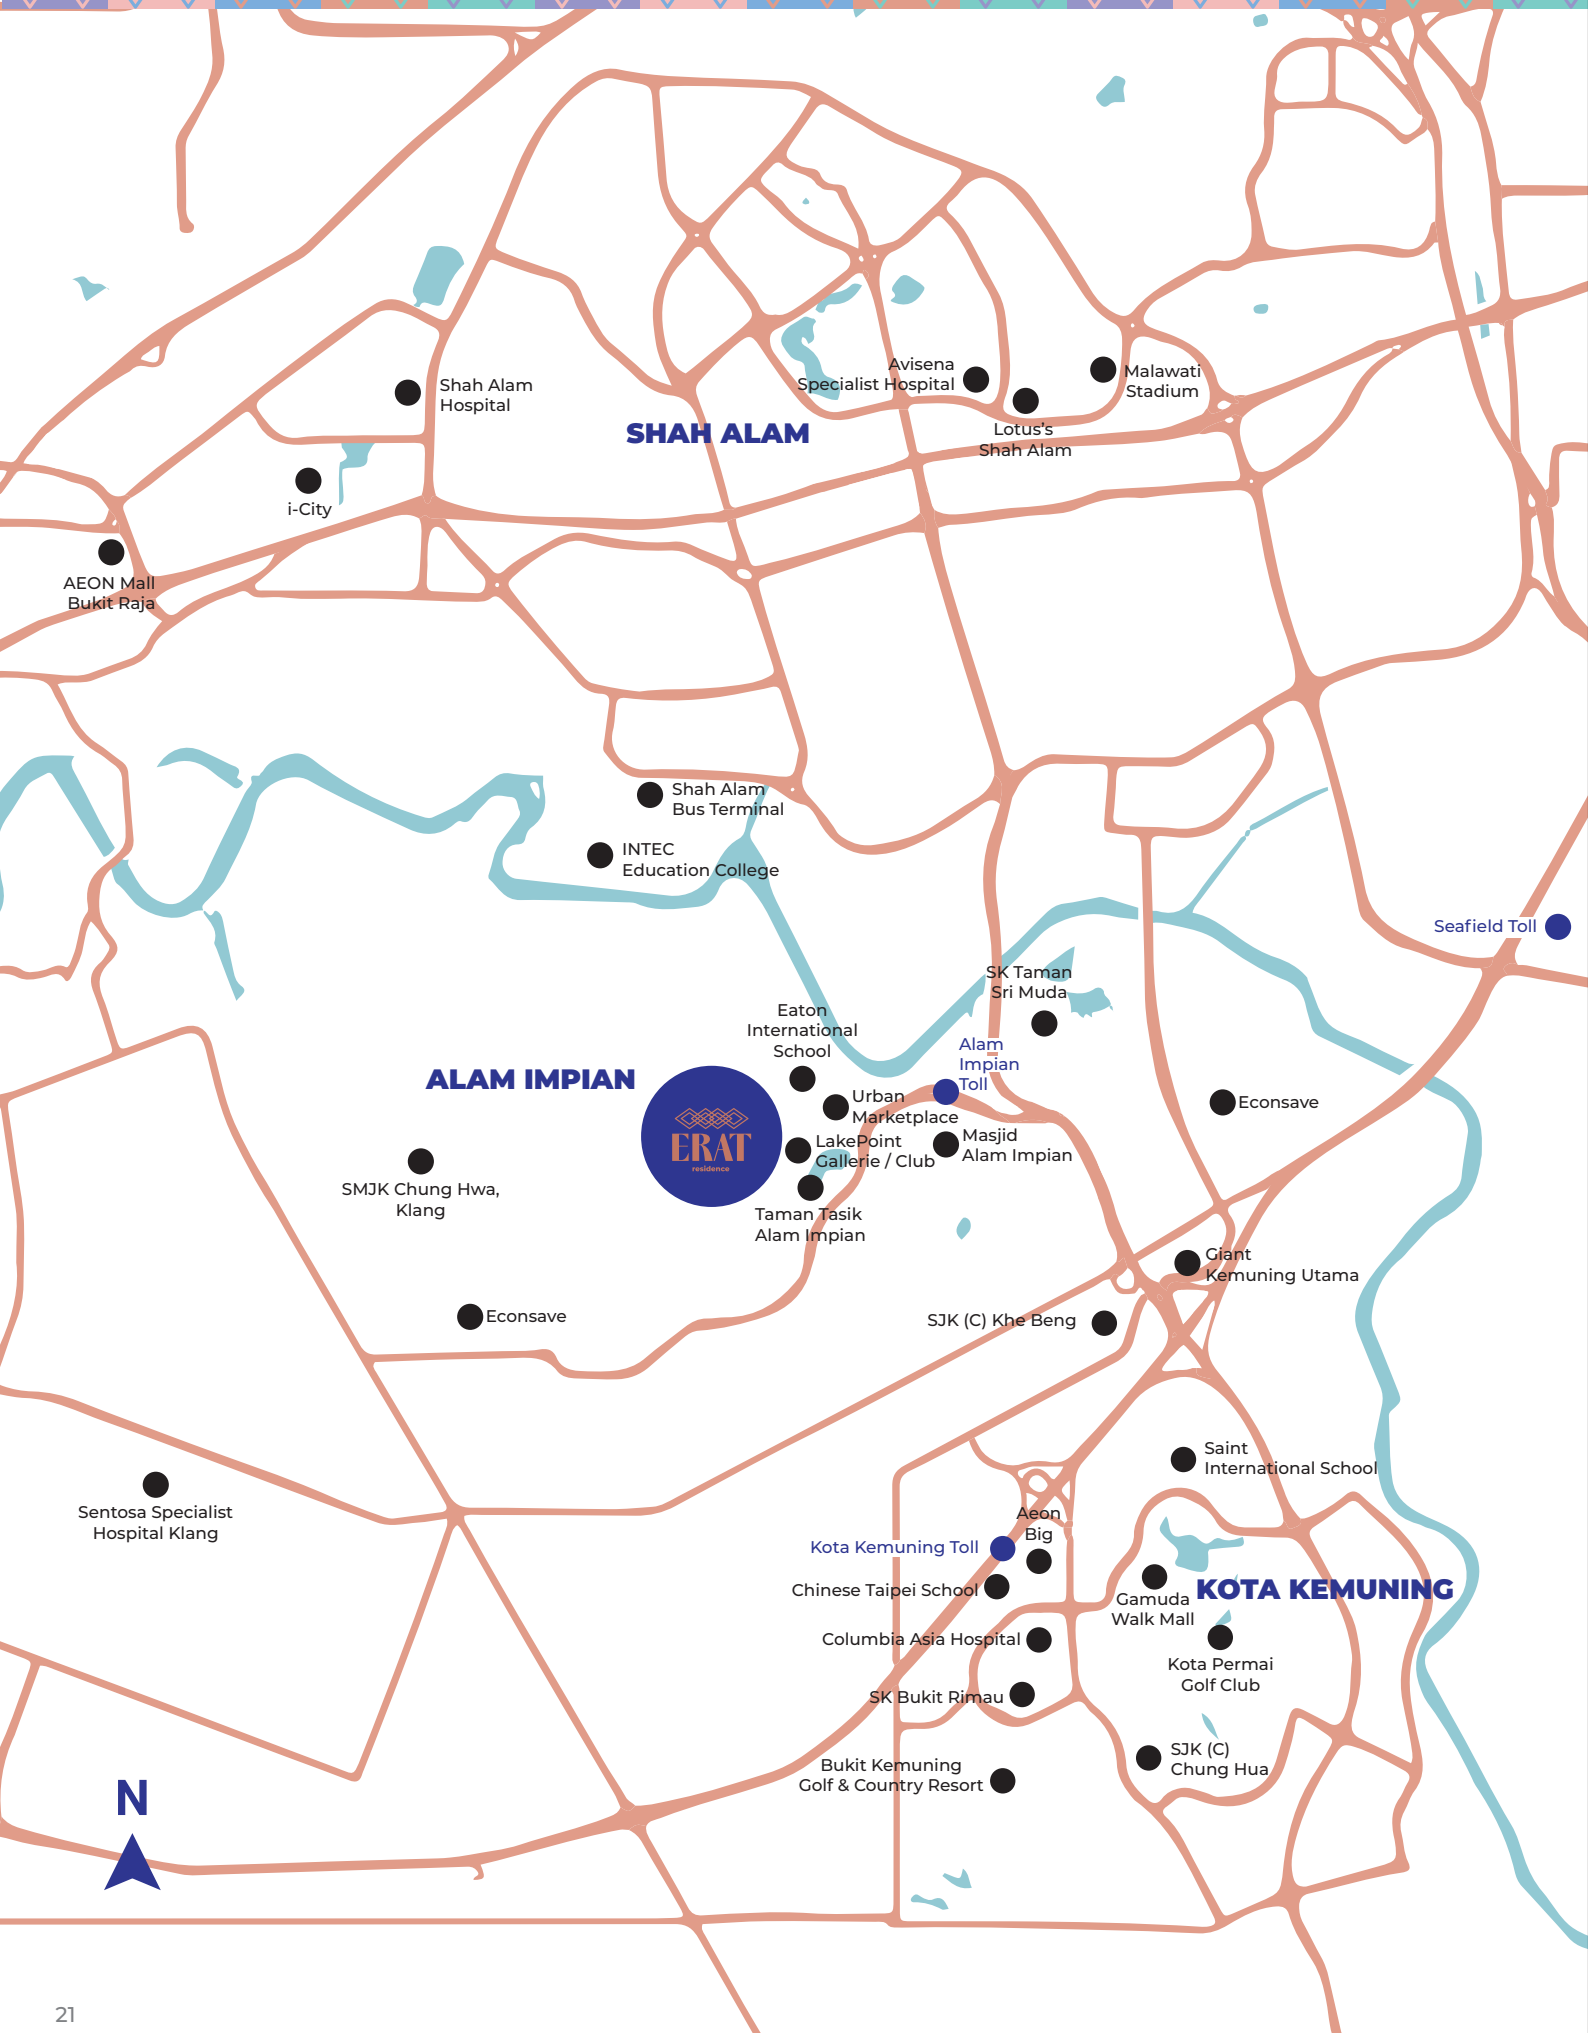 Shah Alam
Hospital
Avisena
Specialist Hospital
Malawati
Stadium
SHAH ALAM
Lotus's
Shah Alam
i-City
AEON Mall
Bukit Raja
Shah Alam
Bus Terminal
INTEC
Education College
Seafield Toll
SK Taman
Sri Muda
Eaton
International
School
Alam
Impian
Toll
ALAM IMPIAN
Urban
Marketplace
Econsave
ERAT
residence
LakePoint
Gallerie / Club
Masjid
Alam Impian
SMJK Chung Hwa,
Klang
Taman Tasik
Alam Impian
Giant
Kemuning Utama
Econsave
SJK (C) Khe Beng
Saint
International School
Sentosa Specialist
Hospital Klang
Aeon
Big
Kota Kemuning Toll
Chinese Taipei School
KOTA KEMUNING
Gamuda
Walk Mall
Columbia Asia Hospital
Kota Permai
Golf Club
SK Bukit Rimau
SJK (C)
Chung Hua
Bukit Kemuning
Golf & Country Resort
N
21